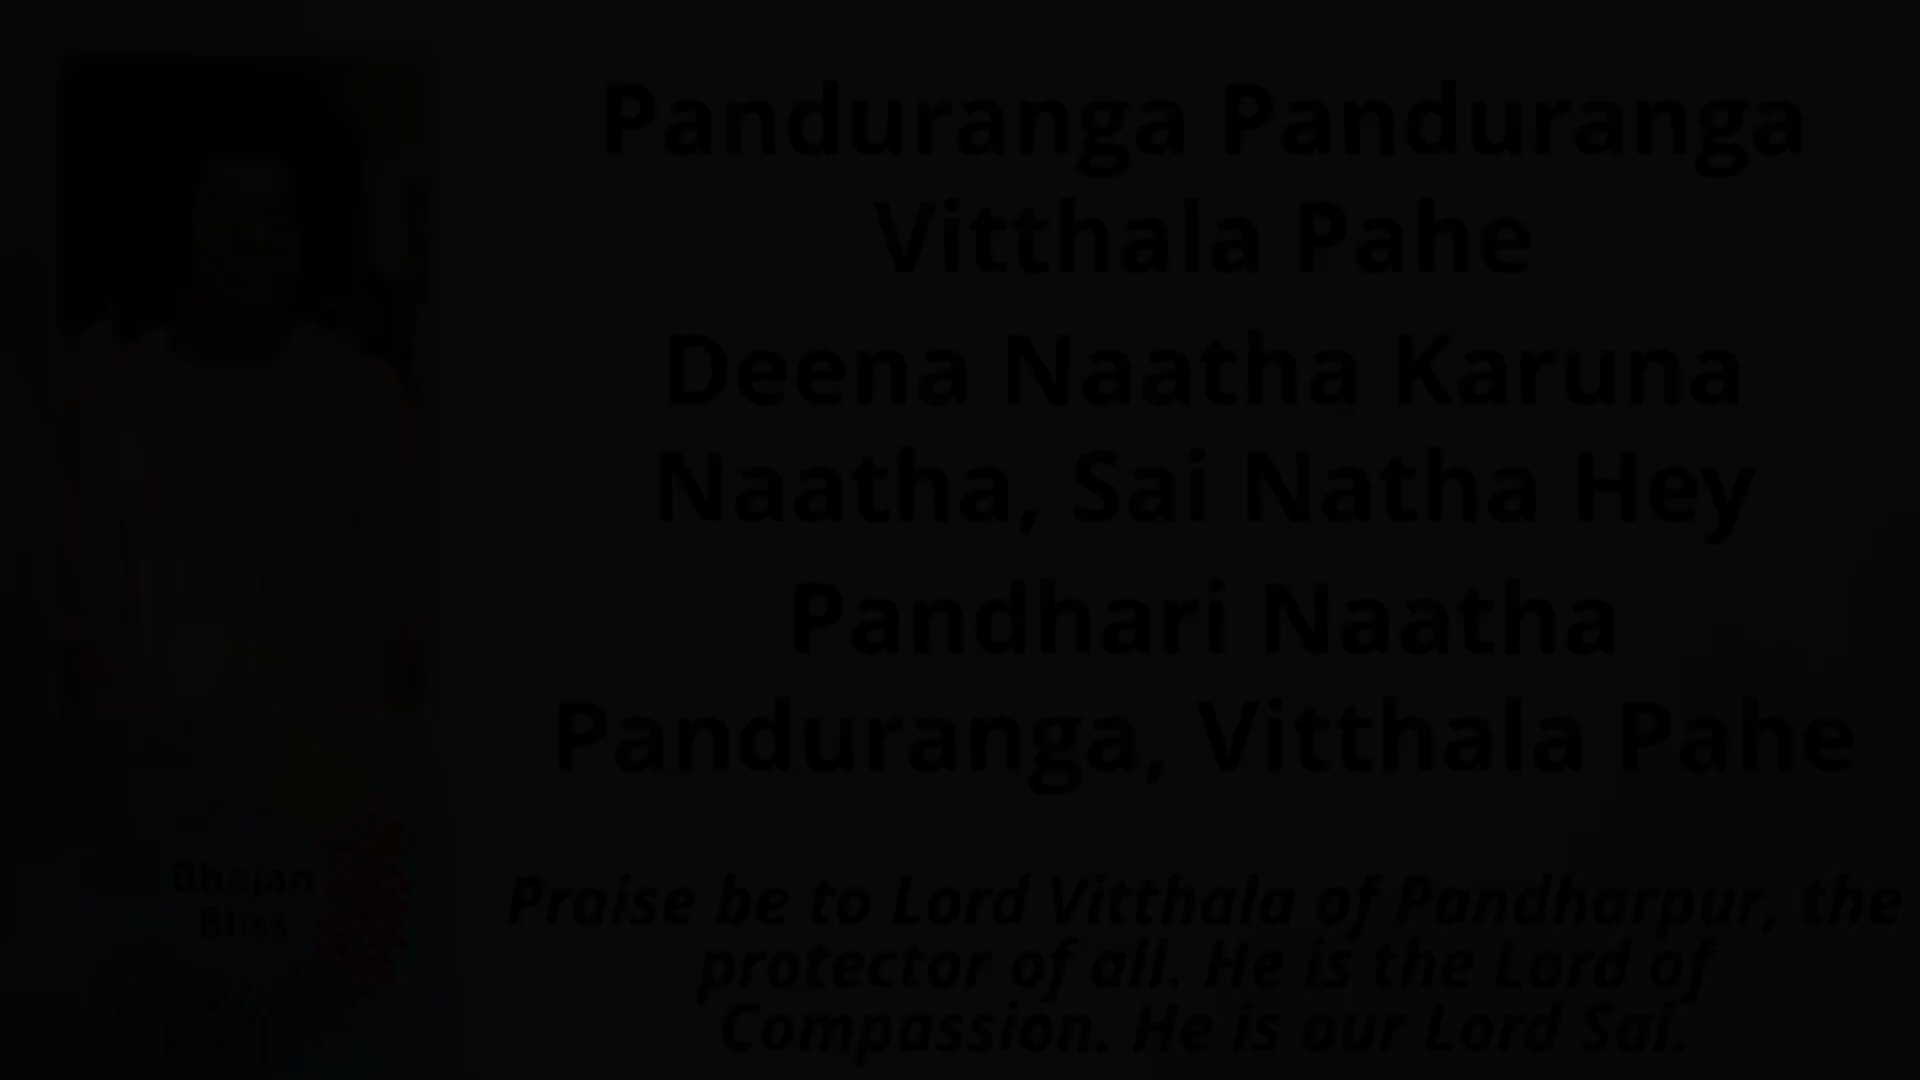 Panduranga Panduranga
Vitthala Pahe
Deena Naatha Karuna
Naatha, Sai Natha Hey
Pandhari Naatha
Panduranga, Vitthala Pahe
Praise be to Lord Vitthala of Pandharpur, the
protector of all. He is the Lord of
Compassion. He is our Lord Sai.
Bhajan
Bliss